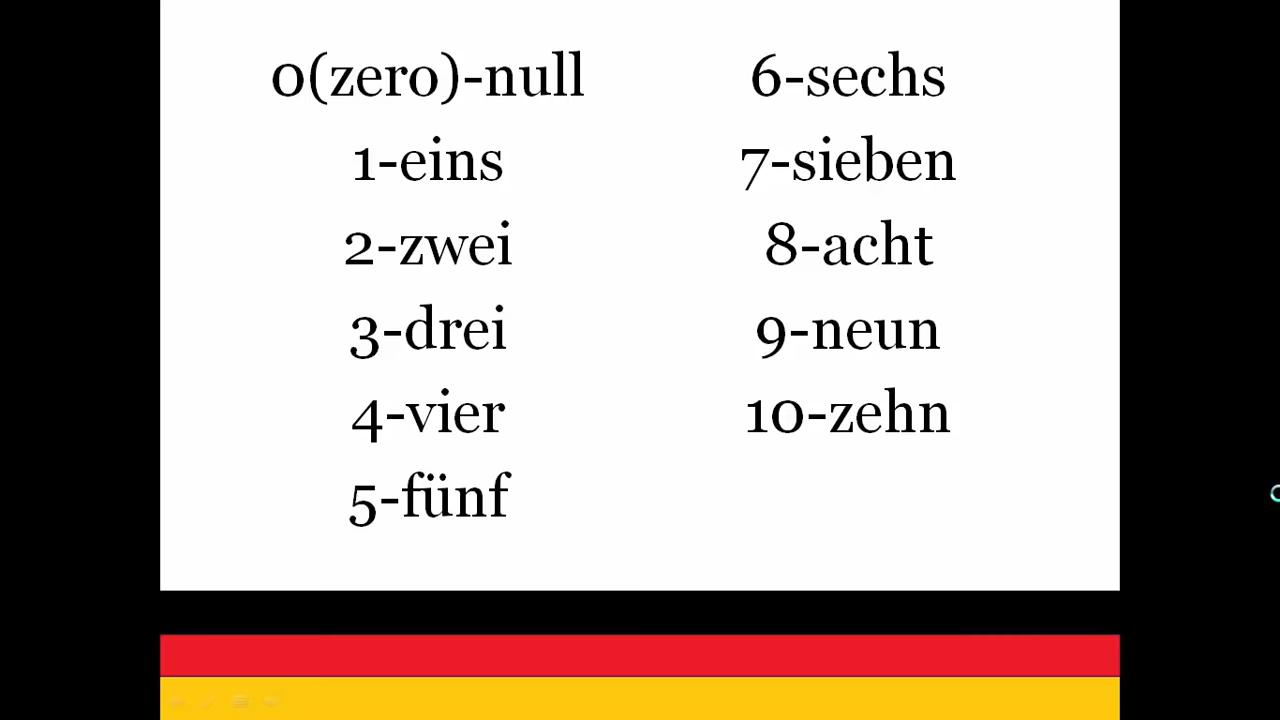 0(zero)-null
1-eins
2-zwei
3-drei
4-vier
5-fünf
6-sechs
7-sieben
8-acht
9-neun
10-zehn